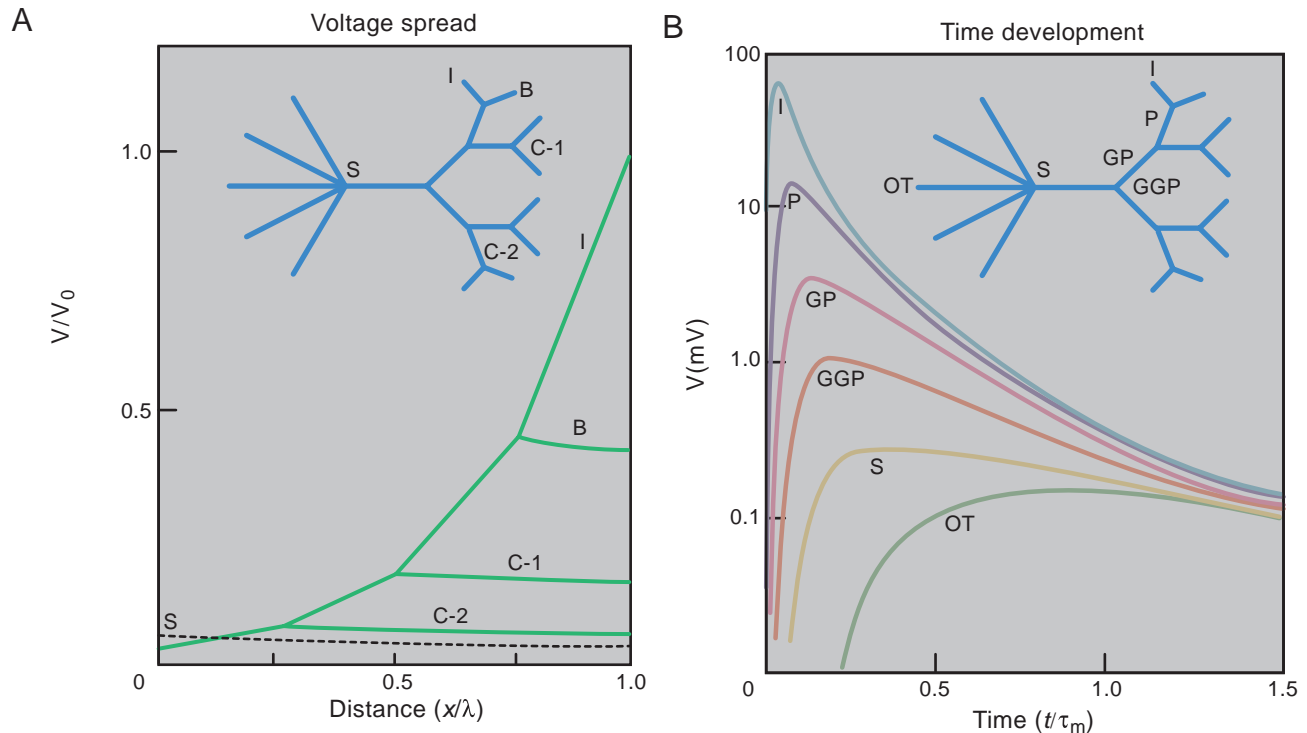 A
Voltage spread
I
B
S
C-1
C-2
1.0
I
V/V0
0.5
B
C-1
C-2
S
0
0.5
1.0
Distance (x/λ)
B
Time development
100
I
I
P
GP
S
OT
GGP
10
P
GP
V(mV)
1.0
GGP
S
0.1
OT
0
0.5
1.0
1.5
Time (t/τm)